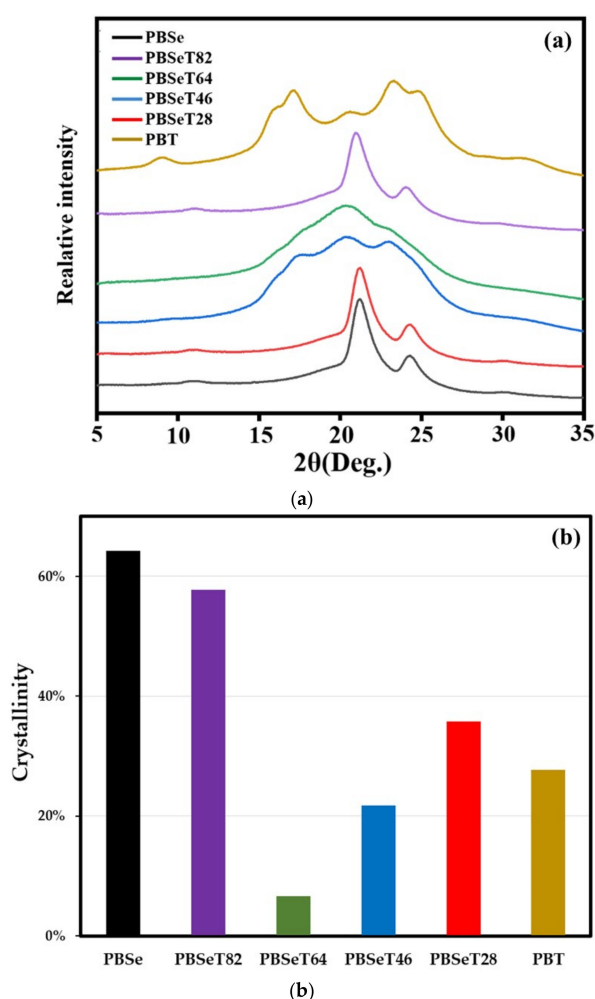 (a)
PBSe
PBSeT82
PBSeT64
PBSeT46
PBSeT28
PBT
Realative intensity
5 10 15 20 25 30 35
2θ(Deg.)
(a)
(b)
60%
40%
20%
0%
Crystallinity
PBSe PBSeT82 PBSeT64 PBSeT46 PBSeT28 PBT
(b)